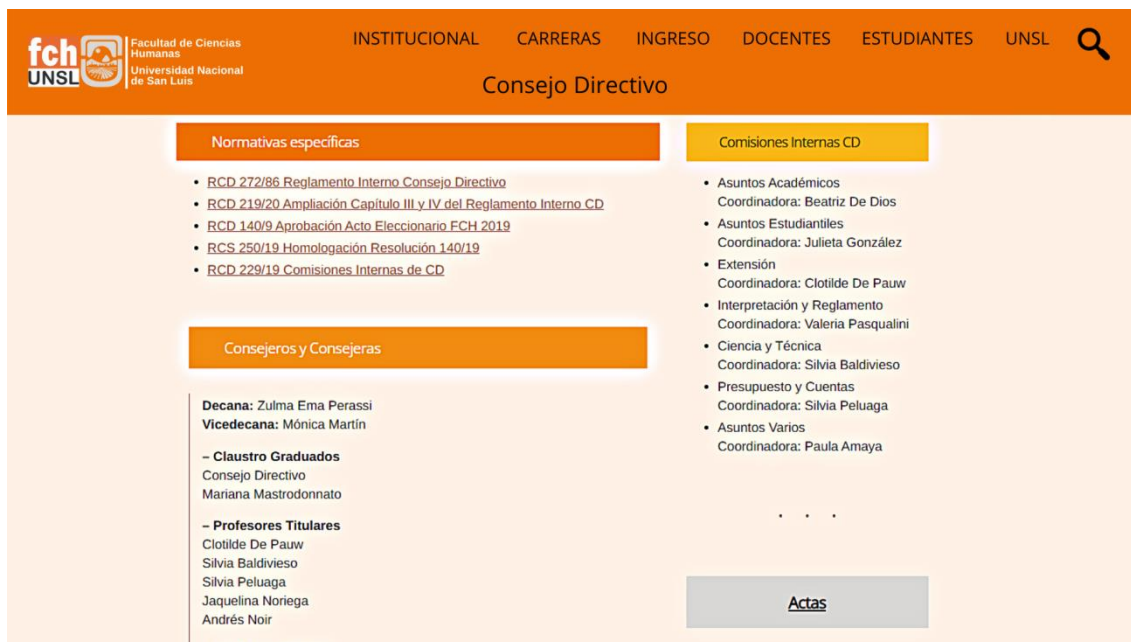 fch
UNSL
Facultad de Ciencias
Humanas
Universidad Nacional
de San Luis
INSTITUCIONAL CARRERAS INGRESO DOCENTES ESTUDIANTES UNSL
Consejo Directivo
Normativas específicas
• RCD 272/86 Reglamento Interno Consejo Directivo
• RCD 219/20 Ampliación Capítulo III y IV del Reglamento Interno CD
• RCD 140/9 Aprobación Acto Eleccionario FCH 2019
• RCS 250/19 Homologación Resolución 140/19
• RCD 229/19 Comisiones Internas de CD
Consejeros y Consejeras
Decana: Zulma Ema Perassi
Vicedecana: Mónica Martín
– Claustro Graduados
Consejo Directivo
Mariana Mastrodonnato
– Profesores Titulares
Clotilde De Pauw
Silvia Baldivieso
Silvia Peluaga
Jaquelina Noriega
Andrés Noir
Comisiones Internas CD
• Asuntos Académicos
Coordinadora: Beatriz De Dios
• Asuntos Estudiantiles
Coordinadora: Julieta González
• Extensión
Coordinadora: Clotilde De Pauw
• Interpretación y Reglamento
Coordinadora: Valeria Pasqualini
• Ciencia y Técnica
Coordinadora: Silvia Baldivieso
• Presupuesto y Cuentas
Coordinadora: Silvia Peluaga
• Asuntos Varios
Coordinadora: Paula Amaya
. . .
Actas